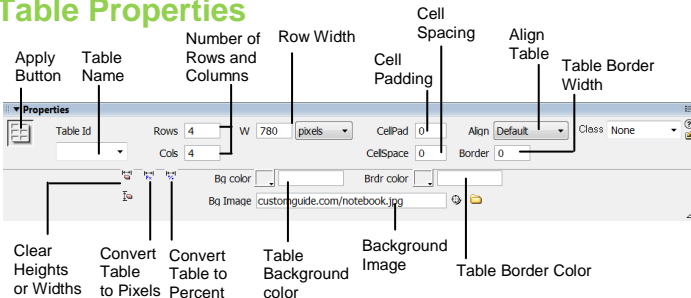 Table Properties
Apply Button
Table Name
Number of Rows and Columns
Row Width
Cell Padding
Cell Spacing
Align Table
Table Border Width
Properties
Table Id Rows 4 W 780 pixels CellPad 0 Align Default Class None
Cols 4 CellSpace 0 Border 0
Bg color Brdr color
Bg Image customguide.com/notebook.jpg
Clear Heights or Widths
Convert Table to Pixels
Convert Table to Percent
Table Background color
Background Image
Table Border Color